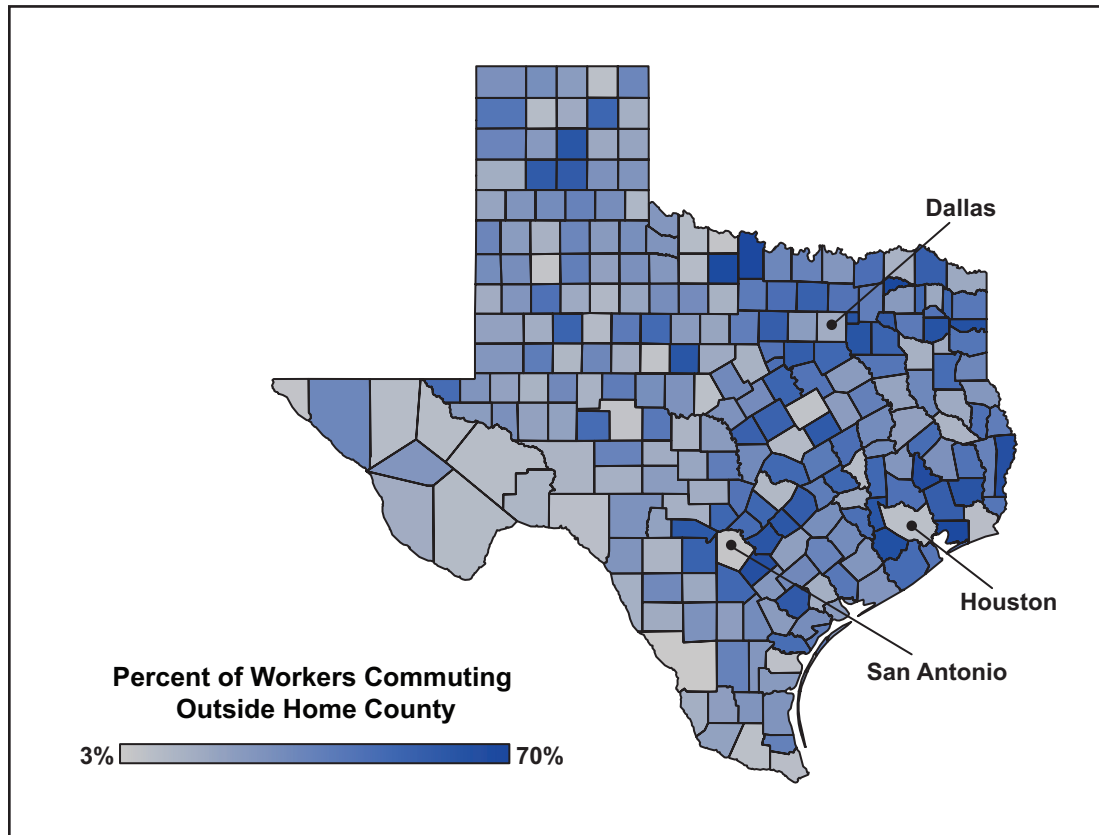 Dallas
Houston
San Antonio
Percent of Workers Commuting
Outside Home County
3% 70%